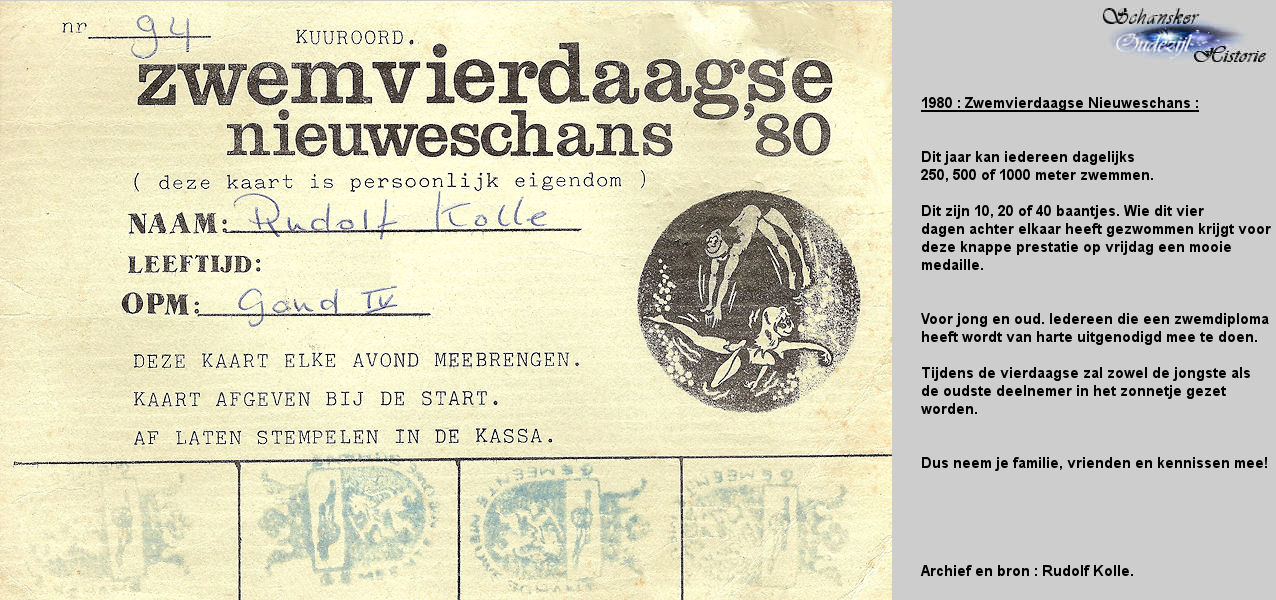 nr 94
KUUROORD.
zwemvierdaagse
nieuweschans '80
( deze kaart is persoonlijk eigendom )
NAAM: Rudolf Kolle
LEEFTIJD:
OPM: Goud IV
DEZE KAART ELKE AVOND MEEBRENGEN.
KAART AFGEVEN BIJ DE START.
AF LATEN STEMPELEN IN DE KASSA.
GEMEENTE
GEMEE
Schansker
Oudezijl
Historie
1980 : Zwemvierdaagse Nieuweschans :
Dit jaar kan iedereen dagelijks
250, 500 of 1000 meter zwemmen.
Dit zijn 10, 20 of 40 baantjes. Wie dit vier
dagen achter elkaar heeft gezwommen krijgt voor
deze knappe prestatie op vrijdag een mooie
medaille.
Voor jong en oud. Iedereen die een zwemdiploma
heeft wordt van harte uitgenodigd mee te doen.
Tijdens de vierdaagse zal zowel de jongste als
de oudste deelnemer in het zonnetje gezet
worden.
Dus neem je familie, vrienden en kennissen mee!
Archief en bron : Rudolf Kolle.